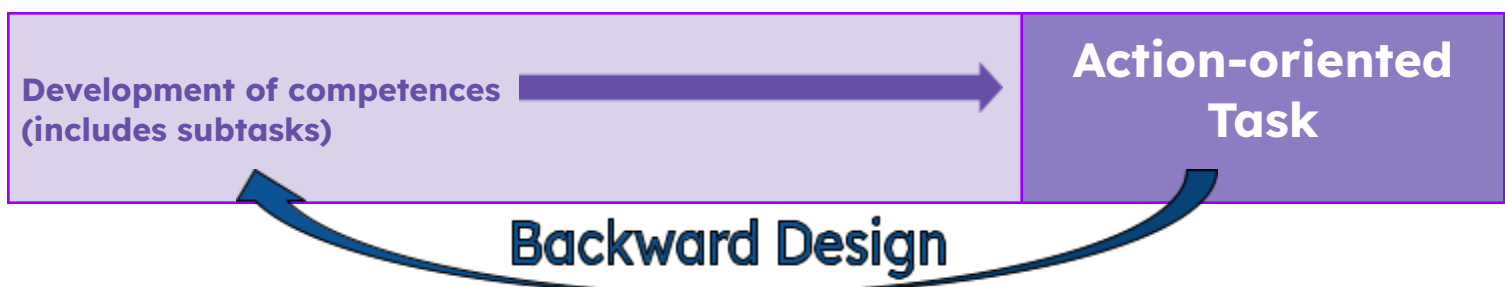 Development of competences
(includes subtasks)
Action-oriented
Task
Backward Design